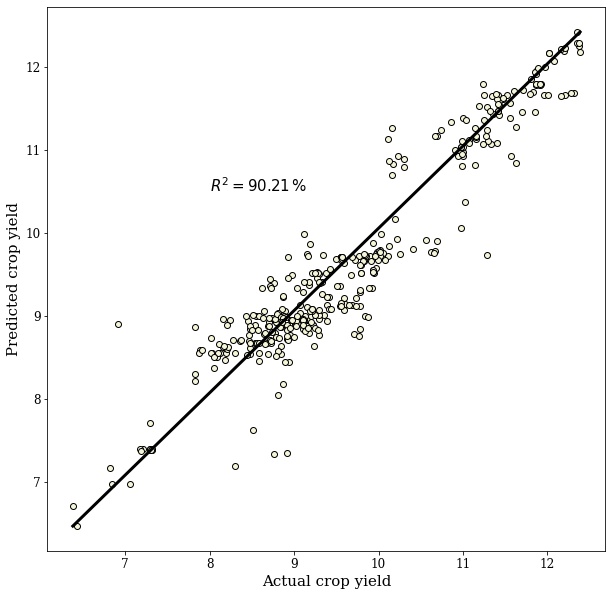 12
11
R² = 90.21 %
10
9
8
7
Predicted crop yield
7 8 9 10 11 12
Actual crop yield